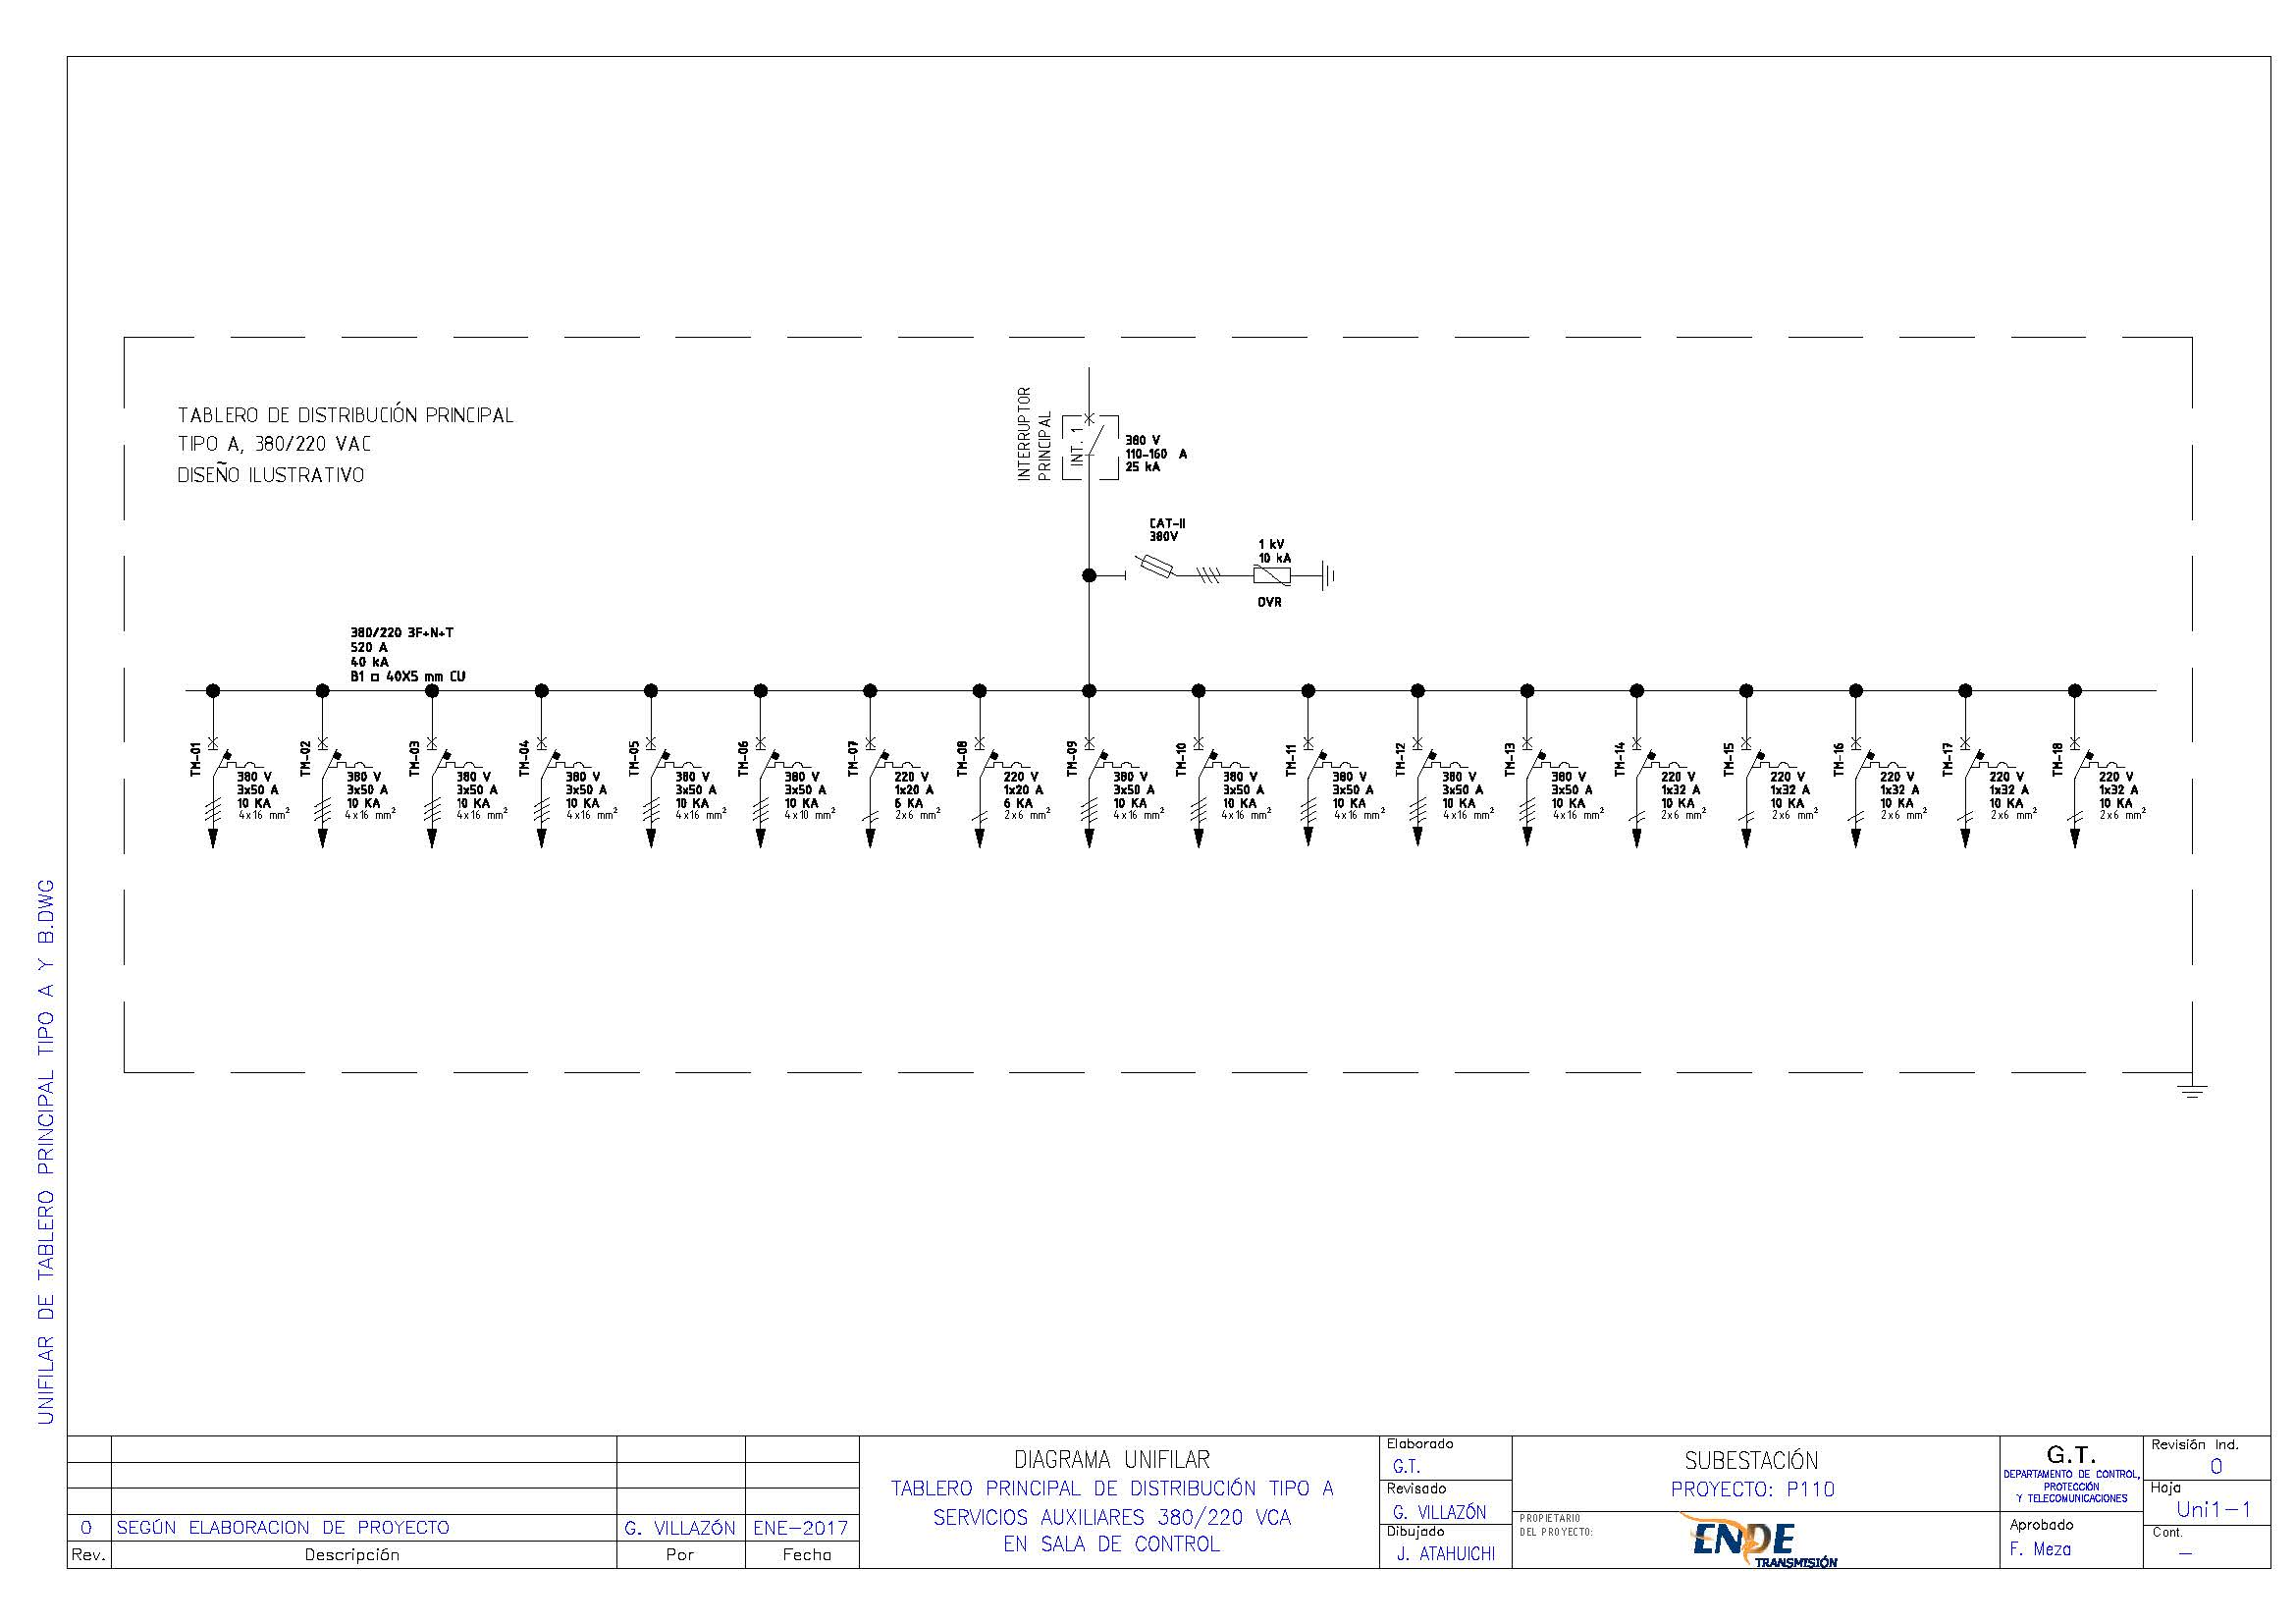 TABLERO DE DISTRIBUCIÓN PRINCIPAL
TIPO A, 380/220 VAC
DISEÑO ILUSTRATIVO
INTERRUPTOR
PRINCIPAL
INT. 1
380 V
110-160 A
25 kA
CAT-II
380V
1 kV
10 kA
OVR
380/220 3F+N+T
520 A
40 kA
B1 □ 40X5 mm CU
TM-01
380 V
3x50 A
10 KA
4x16 mm²
TM-02
380 V
3x50 A
10 KA
4x16 mm²
TM-03
380 V
3x50 A
10 KA
4x16 mm²
TM-04
380 V
3x50 A
10 KA
4x16 mm²
TM-05
380 V
3x50 A
10 KA
4x16 mm²
TM-06
380 V
3x50 A
10 KA
4x10 mm²
TM-07
220 V
1x20 A
6 KA
2x6 mm²
TM-08
220 V
1x20 A
6 KA
2x6 mm²
TM-09
380 V
3x50 A
10 KA
4x16 mm²
TM-10
380 V
3x50 A
10 KA
4x16 mm²
TM-11
380 V
3x50 A
10 KA
4x16 mm²
TM-12
380 V
3x50 A
10 KA
4x16 mm²
TM-13
380 V
3x50 A
10 KA
4x16 mm²
TM-14
220 V
1x32 A
10 KA
2x6 mm²
TM-15
220 V
1x32 A
10 KA
2x6 mm²
TM-16
220 V
1x32 A
10 KA
2x6 mm²
TM-17
220 V
1x32 A
10 KA
2x6 mm²
TM-18
220 V
1x32 A
10 KA
2x6 mm²
UNIFILAR DE TABLERO PRINCIPAL TIPO A Y B.DWG
0 SEGÚN ELABORACION DE PROYECTO G. VILLAZÓN ENE-2017
Rev. Descripción Por Fecha
DIAGRAMA UNIFILAR
TABLERO PRINCIPAL DE DISTRIBUCIÓN TIPO A
SERVICIOS AUXILIARES 380/220 VCA
EN SALA DE CONTROL
Elaborado
G.T.
Revisado
G. VILLAZÓN
Dibujado
J. ATAHUICHI
SUBESTACIÓN
PROYECTO: P110
PROPIETARIO
DEL PROYECTO:
ENDE
TRANSMISIÓN
G.T.
DEPARTAMENTO DE CONTROL,
PROTECCIÓN
Y TELECOMUNICACIONES
Aprobado
F. Meza
Revisión Ind.
0
Hoja
Uni1-1
Cont.
–